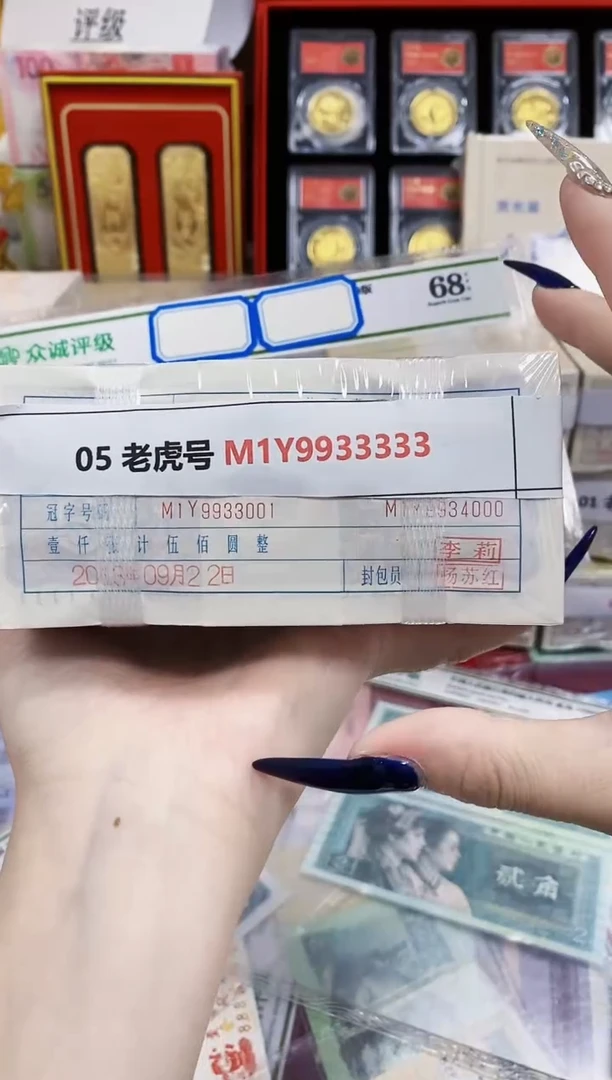 评级
100
众诚评级
68
05 老虎号 M1Y9933333
冠字号码 M1Y9933001 M1Y9934000
壹仟张计伍佰圆整
09月22日 封包员
李莉
杨苏红
贰角